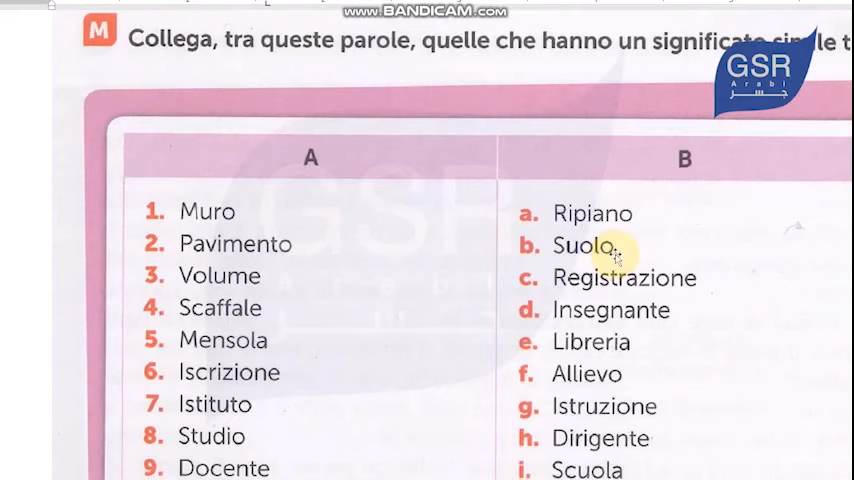 www.BANDICAM.com
M
Collega, tra queste parole, quelle che hanno un significato simile t
GSR
Arabi
A
B
1. Muro
2. Pavimento
3. Volume
4. Scaffale
5. Mensola
6. Iscrizione
7. Istituto
8. Studio
9. Docente
a. Ripiano
b. Suolo
c. Registrazione
d. Insegnante
e. Libreria
f. Allievo
g. Istruzione
h. Dirigente
i. Scuola